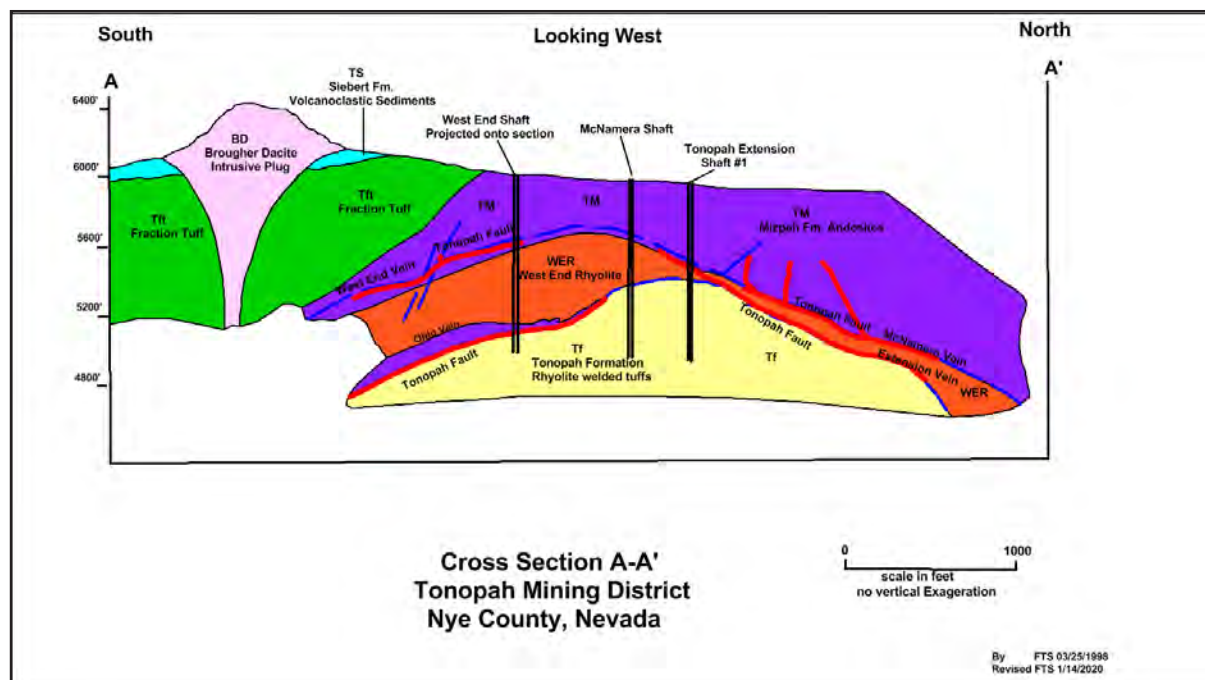 South
Looking West
North
A
A'
TS
Siebert Fm.
Volcanoclastic Sediments
6400'
6000'
5600'
5200'
4800'
West End Shaft
Projected onto section
McNamera Shaft
Tonopah Extension
Shaft #1
BD
Brougher Dacite
Intrusive Plug
Tft
Fraction Tuff
Tft
Fraction Tuff
TM
TM
TM
Mizpah Fm. Andesites
Tonopah Fault
West End Vein
WER
West End Rhyolite
Ohio Vein
Tonopah Fault
Tf
Tonopah Formation
Rhyolite welded tuffs
Tf
Tonopah Fault
Tonopah Fault
McNamera Vein
Extension Vein
WER
Cross Section A-A'
Tonopah Mining District
Nye County, Nevada
0 1000
scale in feet
no vertical Exageration
By FTS 03/25/1998
Revised FTS 1/14/2020